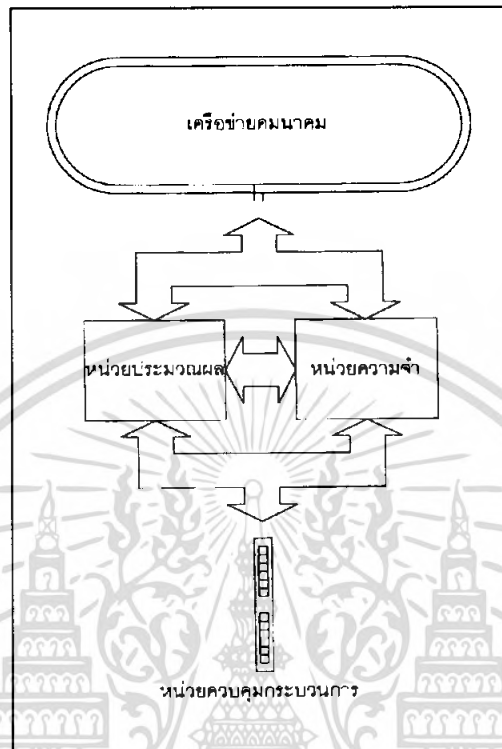 เครือข่ายคมนาคม
หน่วยประมวณผล
หน่วยความจำ
หน่วยควบคุมกระบวนการ